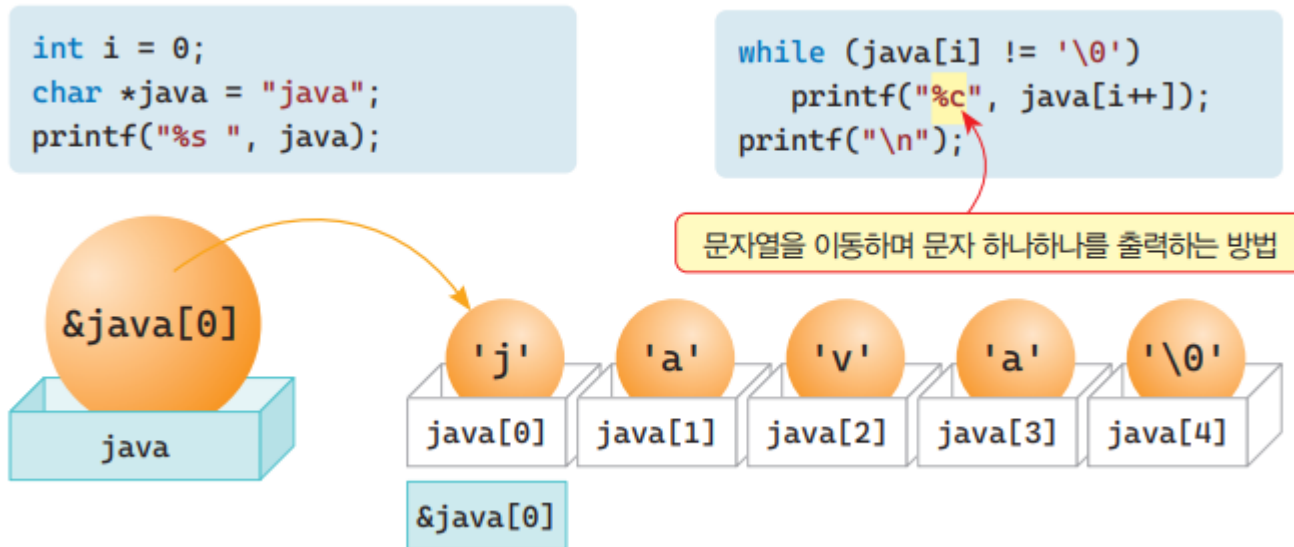 int i = 0;
char *java = "java";
printf("%s ", java);
while (java[i] != '\0')
printf("%c", java[i++]);
printf("\n");
문자열을 이동하며 문자 하나하나를 출력하는 방법
&java[0]
'j' 'a' 'v' 'a' '\0'
java
java[0] java[1] java[2] java[3] java[4]
&java[0]